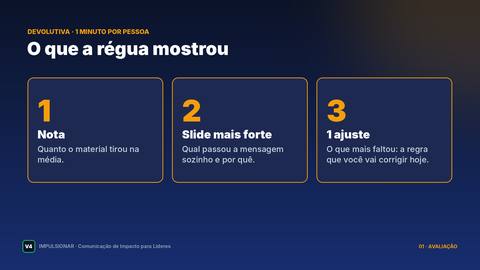 DEVOLUTIVA · 1 MINUTO POR PESSOA
O que a régua mostrou
1
Nota
Quanto o material tirou na
média.
2
Slide mais forte
Qual passou a mensagem
sozinho e por quê.
3
1 ajuste
O que mais faltou: a regra
que você vai corrigir hoje.
V4
IMPULSIONAR · Comunicação de Impacto para Líderes
01 · AVALIAÇÃO